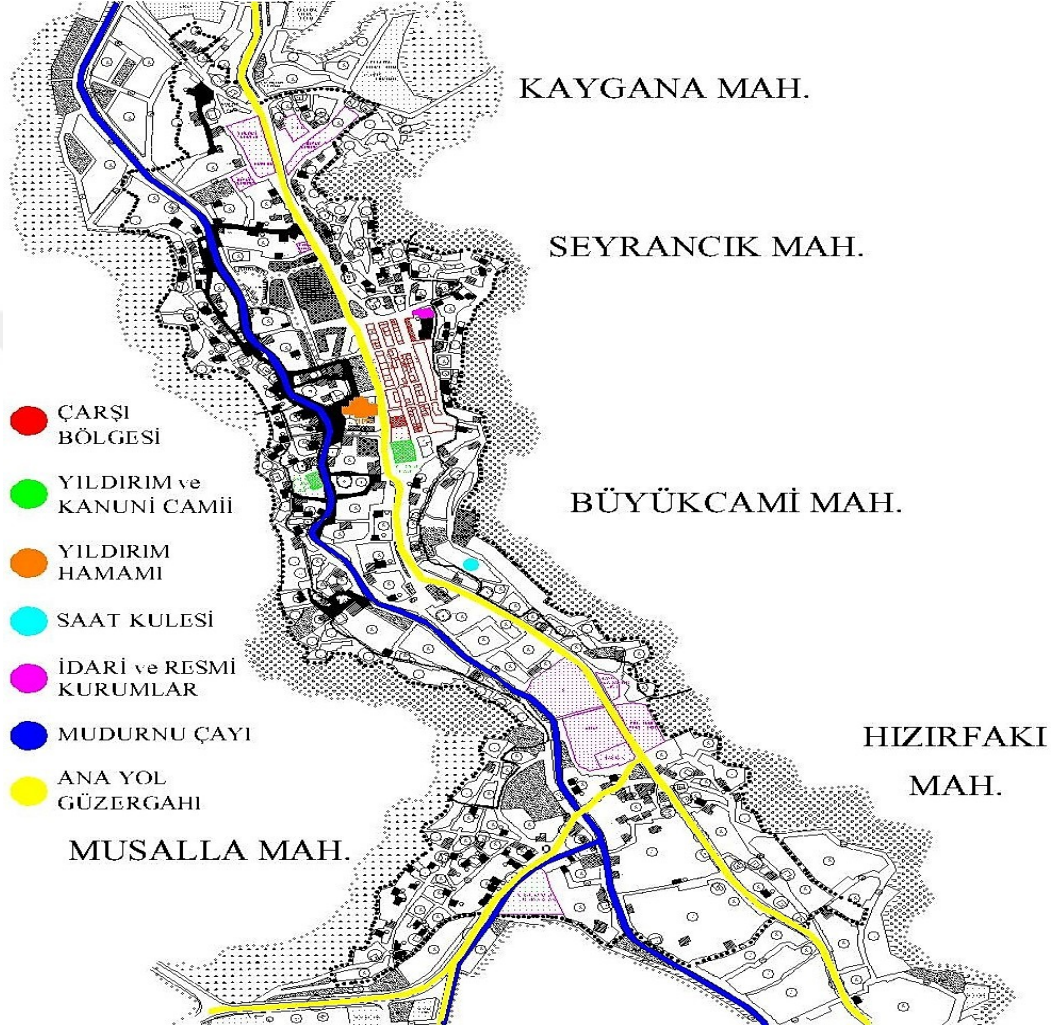 KAYGANA MAH.
SEYRANCIK MAH.
ÇARŞI
BÖLGESİ
YILDIRIM ve
KANUNİ CAMİİ
BÜYÜKCAMİ MAH.
YILDIRIM
HAMAMI
SAAT KULESİ
İDARİ ve RESMİ
KURUMLAR
MUDURNU ÇAYI
HIZIRFAKI
MAH.
ANA YOL
GÜZERGAHI
MUSALLA MAH.